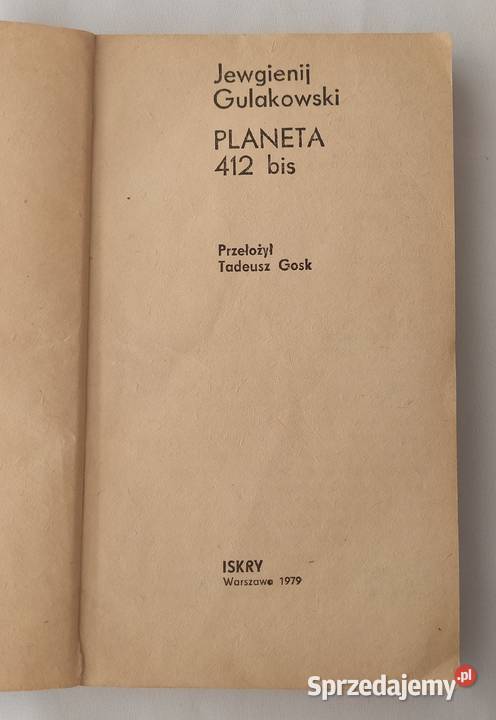 Jewgienij
Gulakowski
PLANETA
412 bis
Przełożył
Tadeusz Gosk
ISKRY
Warszawa 1979
Sprzedajemy.pl